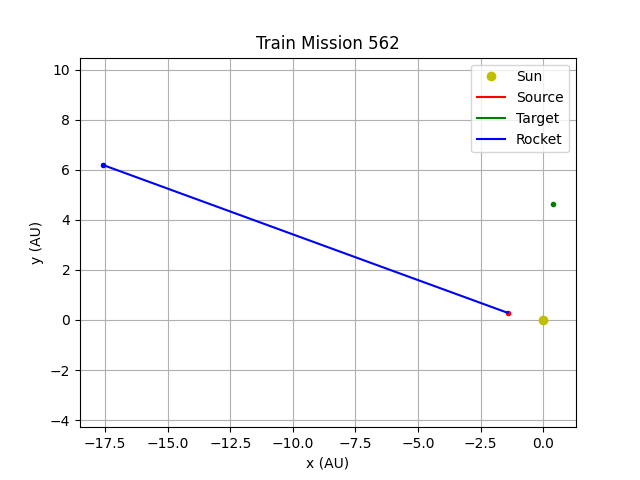 Train Mission 562
10
8
6
4
2
0
−2
−4
y (AU)
Sun
Source
Target
Rocket
−17.5 −15.0 −12.5 −10.0 −7.5 −5.0 −2.5 0.0
x (AU)